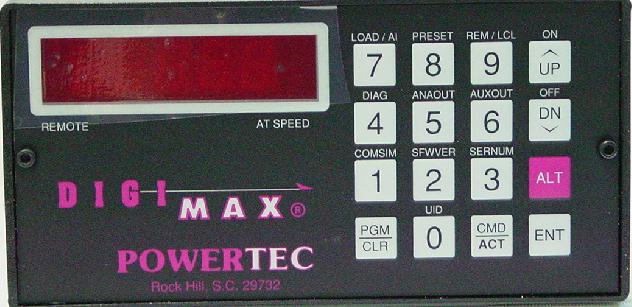 LOAD / AI PRESET REM / LCL ON
7 8 9 UP
REMOTE AT SPEED
DIAG ANAOUT AUXOUT OFF
4 5 6 DN
COMSIM SFWVER SERNUM
1 2 3 ALT
DIGI
MAX®
UID
PGM
CLR
0
CMD
ACT
ENT
POWERTEC
Rock Hill, S.C. 29732